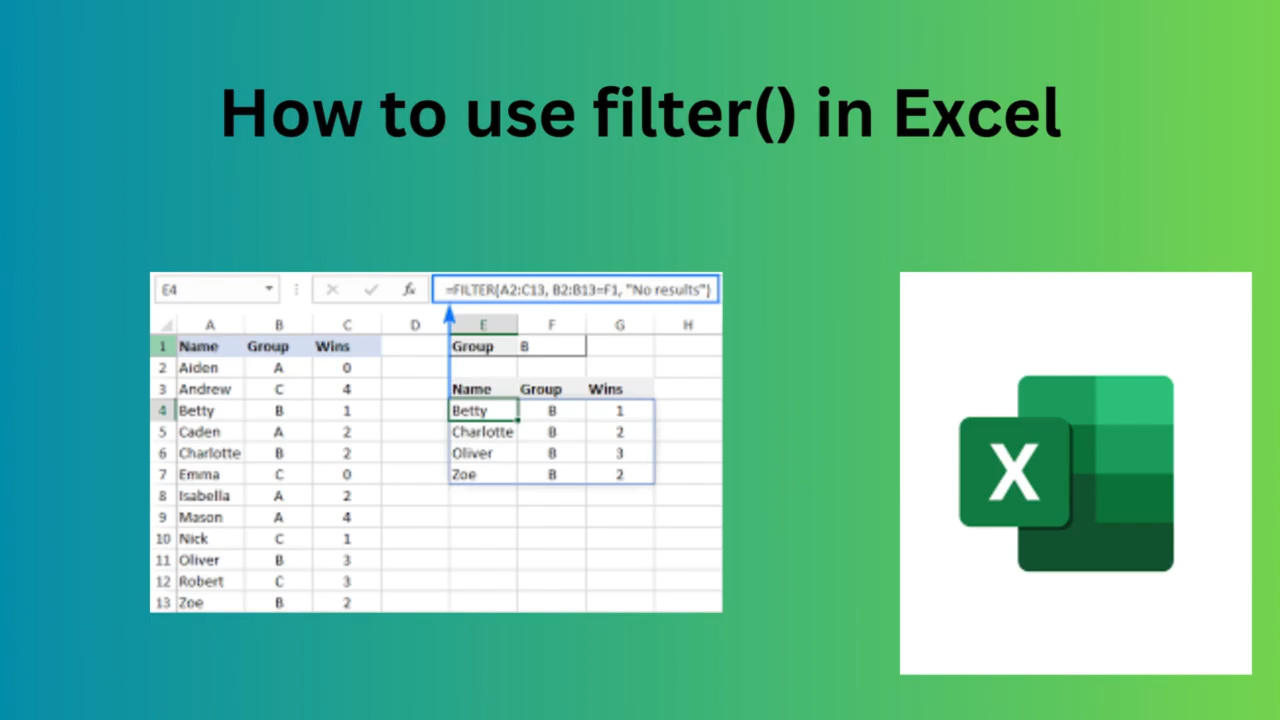 How to use filter() in Excel
E4 fx =FILTER(A2:C13, B2:B13=F1, "No results")
A B C D E F G H
1 Name Group Wins Group B
2 Aiden A 0
3 Andrew C 4 Name Group Wins
4 Betty B 1 Betty B 1
5 Caden A 2 Charlotte B 2
6 Charlotte B 2 Oliver B 3
7 Emma C 0 Zoe B 2
8 Isabella A 2
9 Mason A 4
10 Nick C 1
11 Oliver B 3
12 Robert C 3
13 Zoe B 2
X